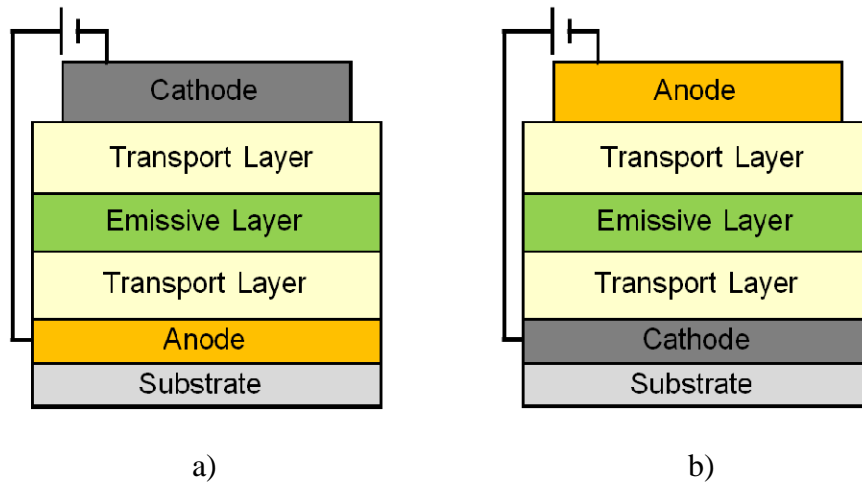 Cathode
Transport Layer
Emissive Layer
Transport Layer
Anode
Substrate
a)
Anode
Transport Layer
Emissive Layer
Transport Layer
Cathode
Substrate
b)